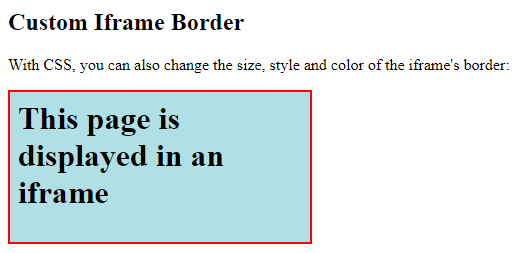 Custom Iframe Border
With CSS, you can also change the size, style and color of the iframe's border:
This page is
displayed in an
iframe